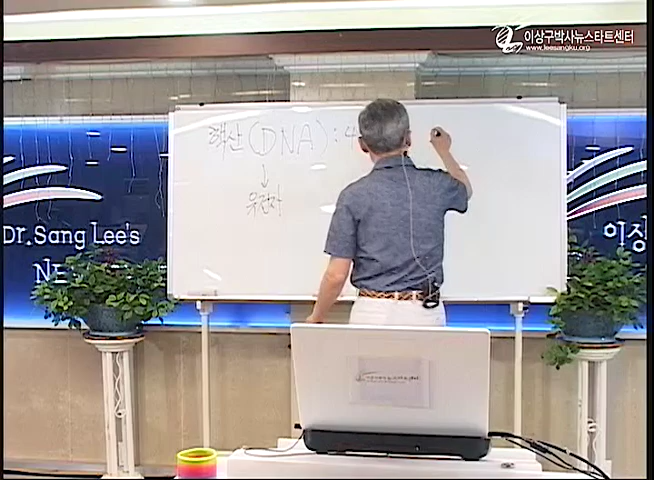 이상구박사뉴스타트센터
www.leesangku.org
핵산(DNA) : 4
↓
유전자
Dr.Sang Lee's
NE
이상